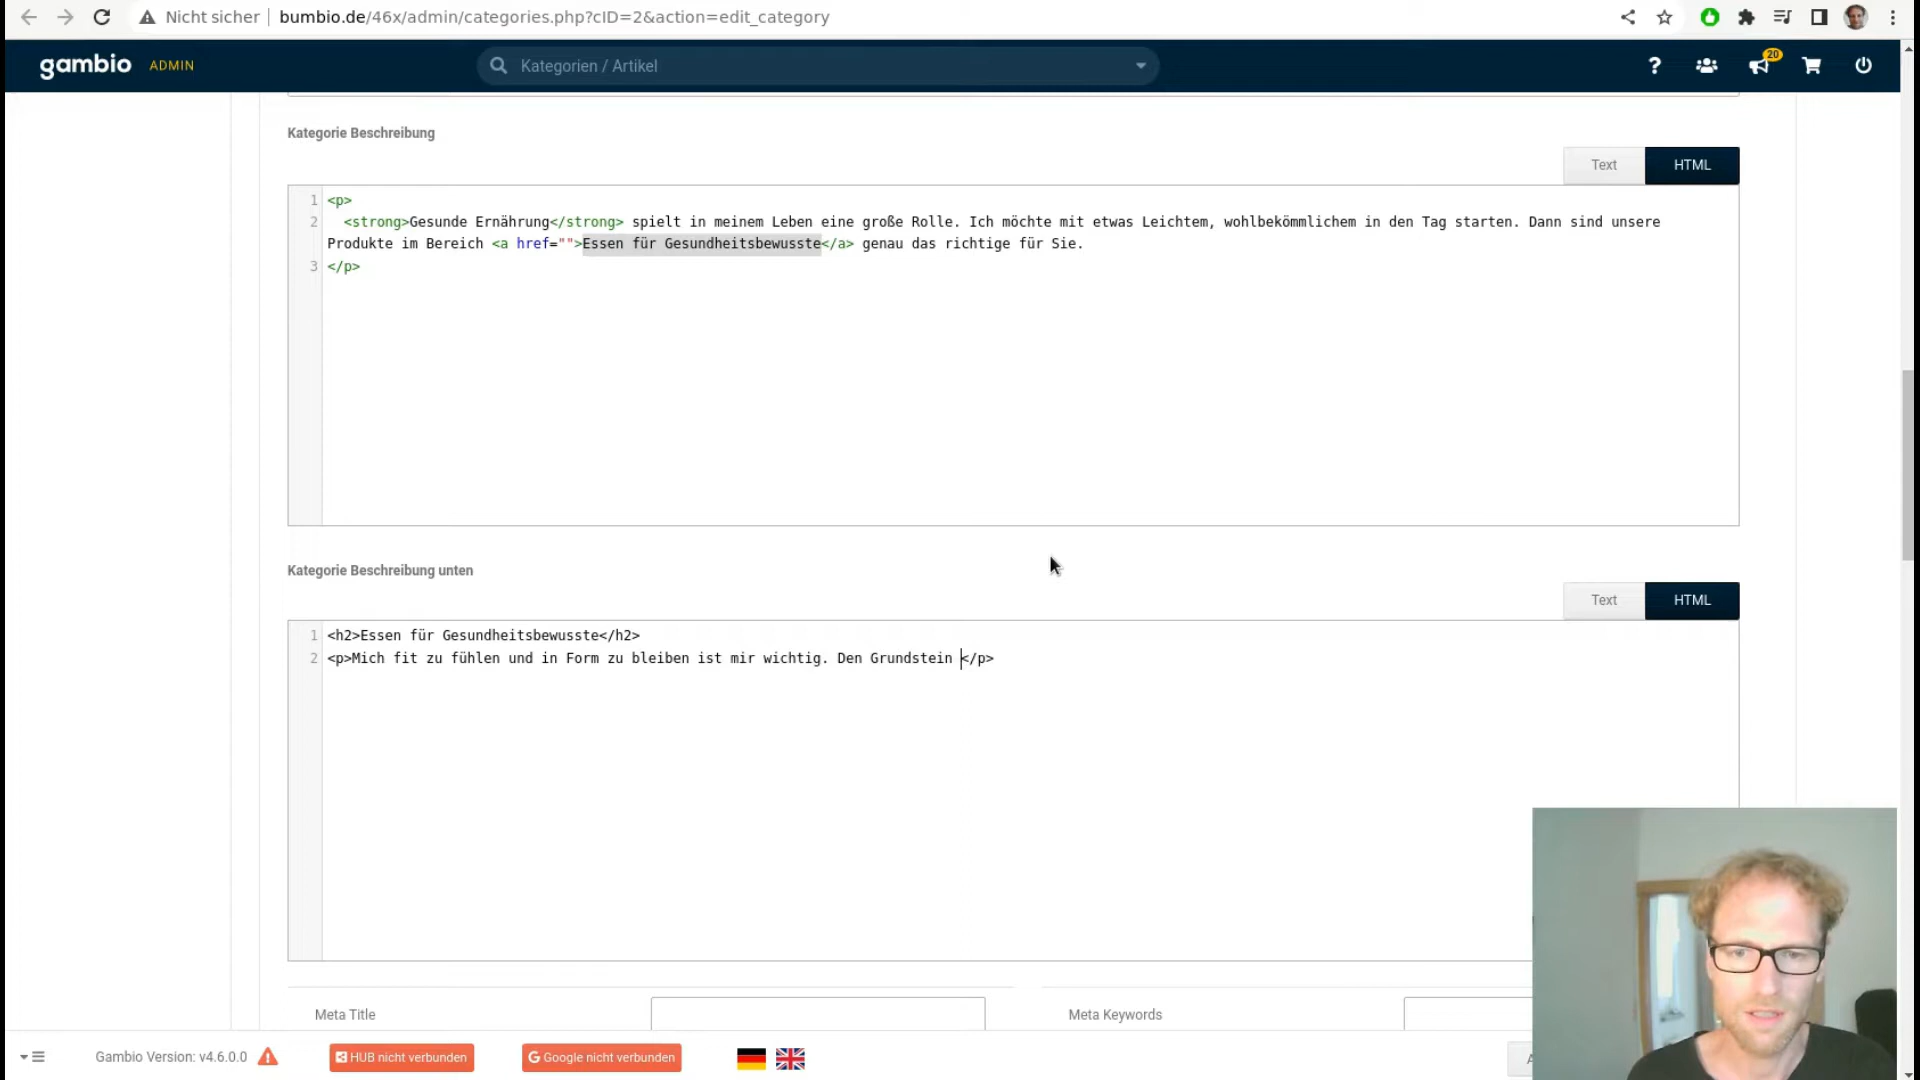 Nicht sicher
bumbio.de/46x/admin/categories.php?cID=2&action=edit_category
gambio ADMIN
Kategorien / Artikel
?
20
Kategorie Beschreibung
Text
HTML
1 <p>
2 <strong>Gesunde Ernährung</strong> spielt in meinem Leben eine große Rolle. Ich möchte mit etwas Leichtem, wohlbekömmlichem in den Tag starten. Dann sind unsere
Produkte im Bereich <a href="">Essen für Gesundheitsbewusste</a> genau das richtige für Sie.
3 </p>
Kategorie Beschreibung unten
Text
HTML
1 <h2>Essen für Gesundheitsbewusste</h2>
2 <p>Mich fit zu fühlen und in Form zu bleiben ist mir wichtig. Den Grundstein </p>
Meta Title
Meta Keywords
Gambio Version: v4.6.0.0
HUB nicht verbunden
G Google nicht verbunden